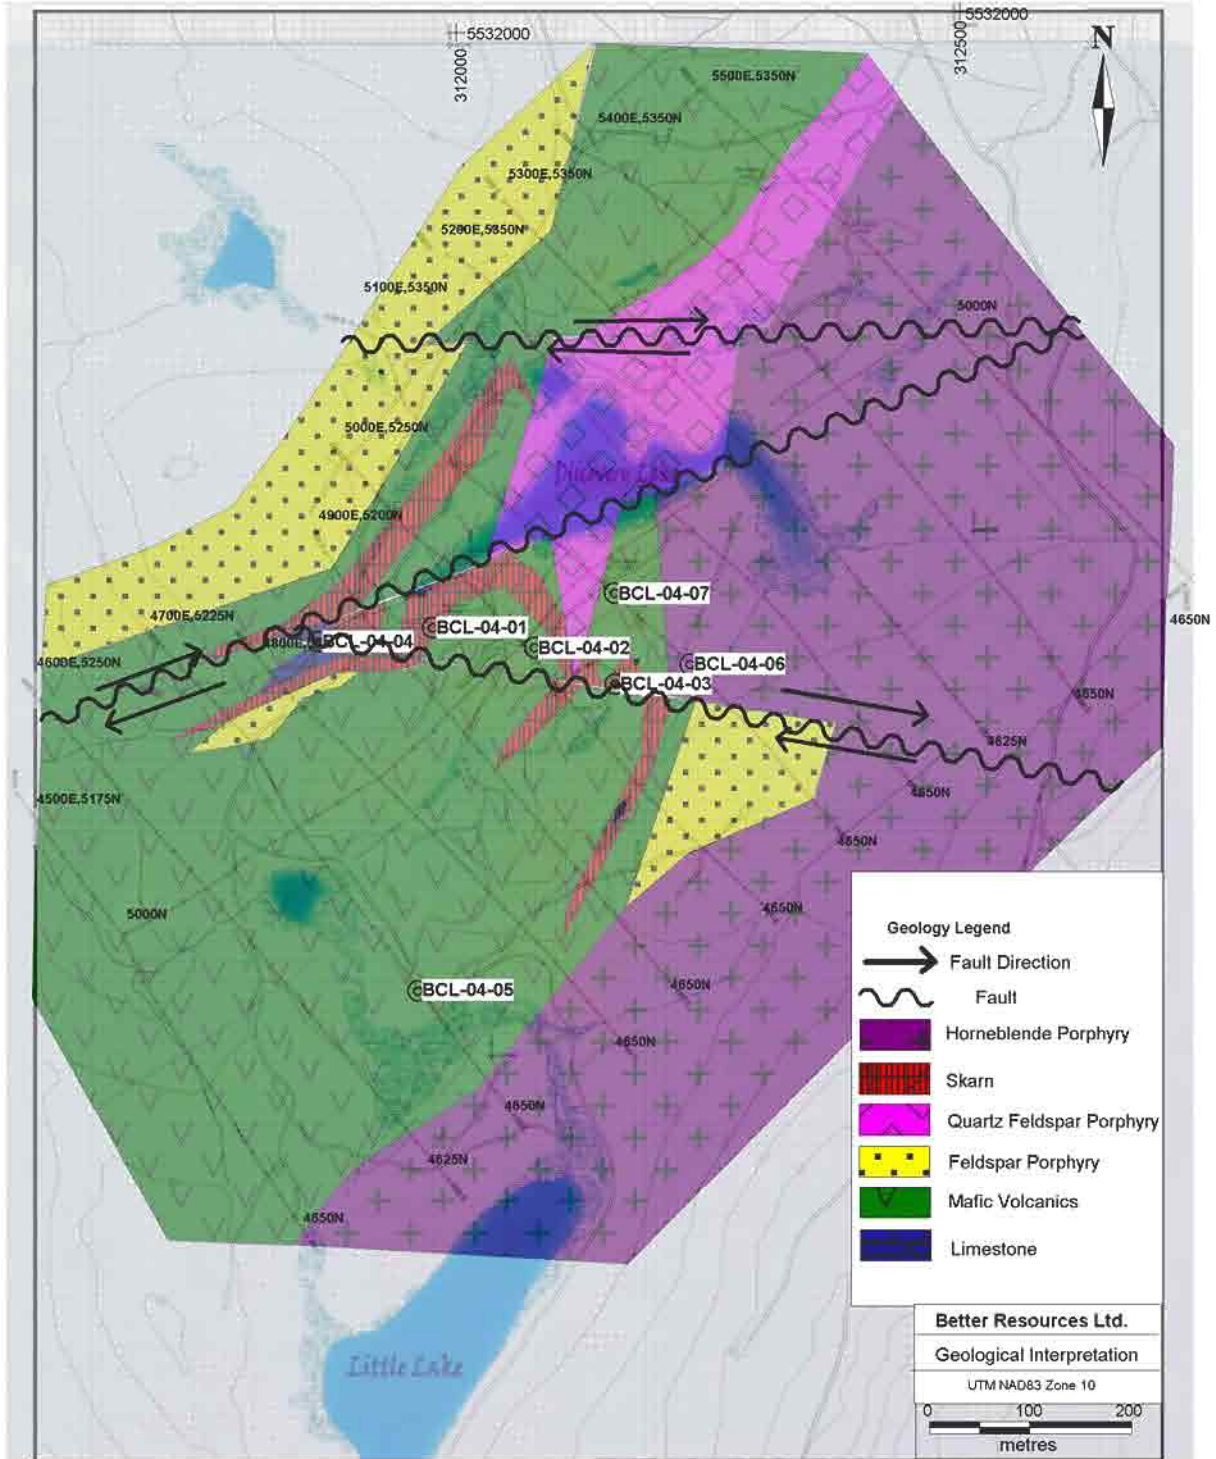 5532000
5532000
312000
312500
N
5500E,5350N
5400E,5350N
5300E,5350N
5200E,5350N
5100E,5350N
5000N
5000E,5250N
Discovery Lake
4900E,5200N
BCL-04-07
4700E,5225N
4650N
BCL-04-01
BCL-04-04
BCL-04-02
4600E,5250N
BCL-04-06
BCL-04-03
4650N
4625N
4500E,5175N
4650N
4650N
5000N
4650N
4650N
BCL-04-05
4650N
4650N
4625N
4650N
Little Lake
Geology Legend
Fault Direction
Fault
Horneblende Porphyry
Skarn
Quartz Feldspar Porphyry
Feldspar Porphyry
Mafic Volcanics
Limestone
Better Resources Ltd.
Geological Interpretation
UTM NAD83 Zone 10
0 100 200
metres